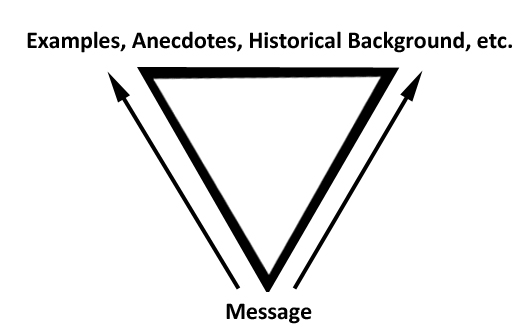 Examples, Anecdotes, Historical Background, etc.
Message